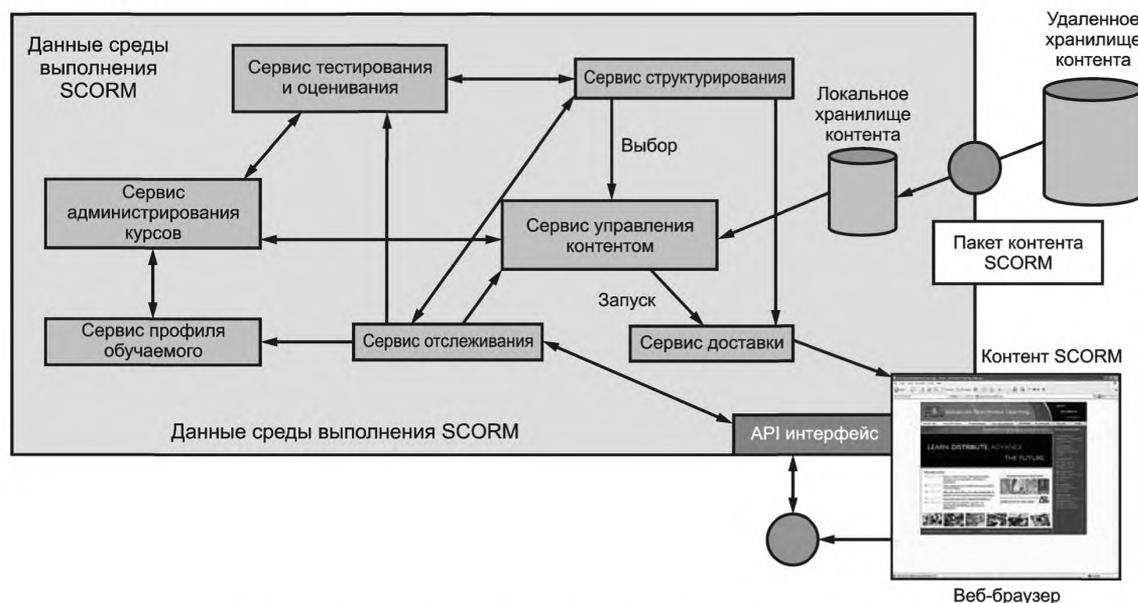 Данные среды
выполнения
SCORM
Сервис тестирования
и оценивания
Сервис структурирования
Удаленное
хранилище
контента
Локальное
хранилище
контента
Выбор
Сервис
администрирования
курсов
Сервис управления
контентом
Пакет контента
SCORM
Запуск
Сервис профиля
обучаемого
Сервис отслеживания
Сервис доставки
Контент SCORM
Данные среды выполнения SCORM
API интерфейс
LEARN. DISTRIBUTE. ADVANCE
THE FUTURE.
Веб-браузер